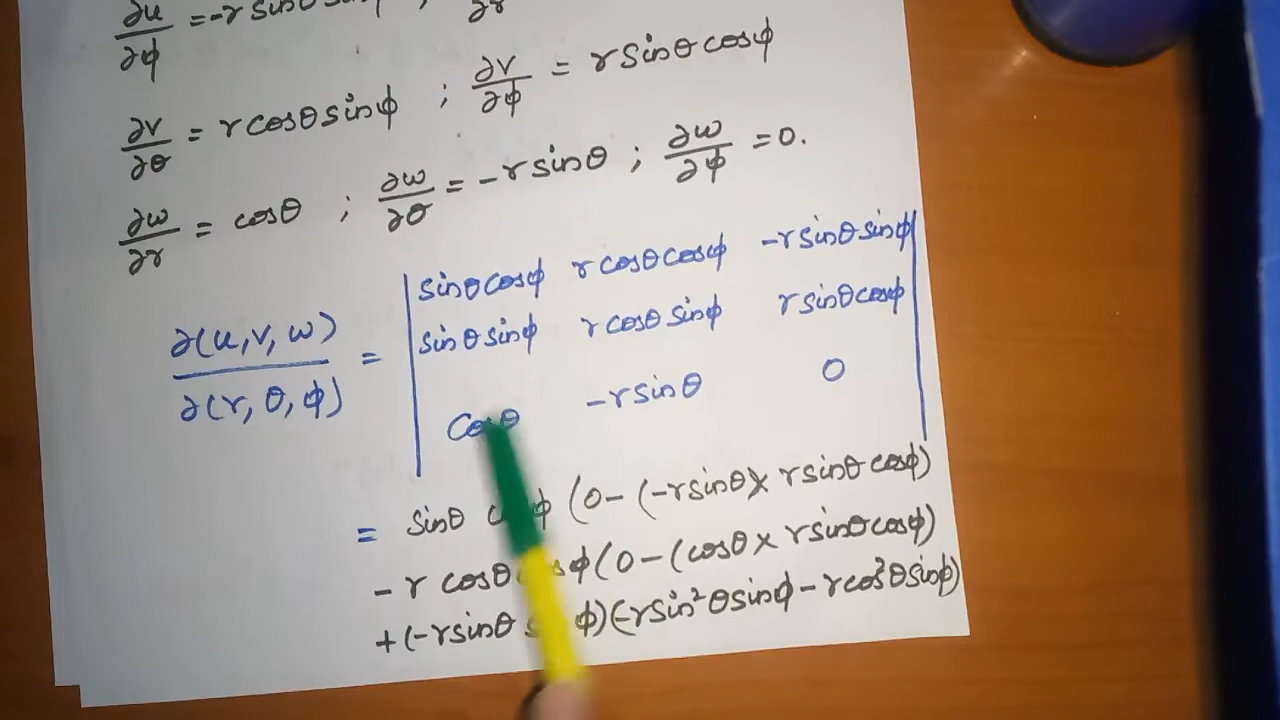 ∂u/∂φ = -r sinθ
∂v/∂θ = r cosθ sinφ ; ∂v/∂φ = r sinθ cosφ
∂w/∂r = cosθ ; ∂w/∂θ = -r sinθ ; ∂w/∂φ = 0.
sinθ cosφ r cosθ cosφ -r sinθ sinφ
sinθ sinφ r cosθ sinφ r sinθ cosφ
∂(u,v,w)/∂(r,θ,φ) =
cosθ -r sinθ 0
= sinθ φ (0-(-r sinθ × r sinθ cosφ)
- r cosθ φ (0-(cosθ × r sinθ cosφ)
+(-r sinθ φ)(-r sin²θ sinφ - r cos²θ sinφ)